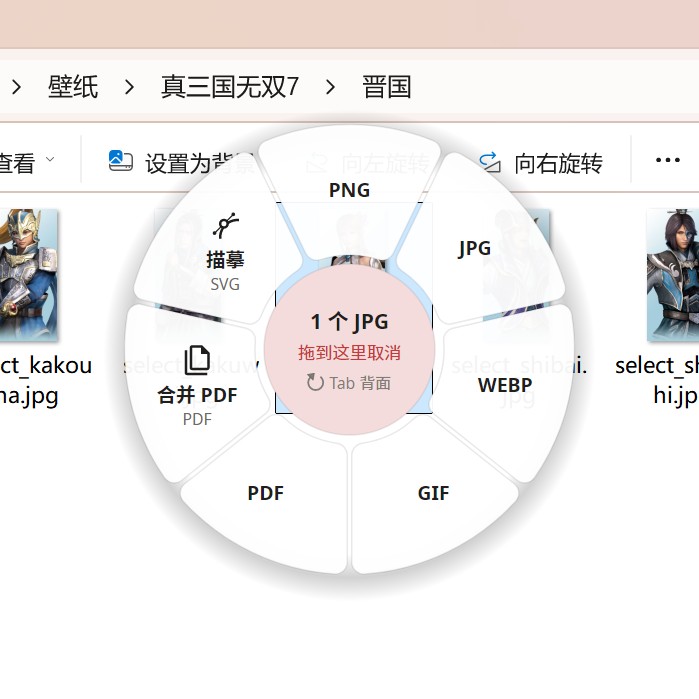 壁纸 真三国无双7 晋国
查看 设置为背景 向左旋转 向右旋转
PNG
JPG
描摹
SVG
1 个 JPG
拖到这里取消
Tab 背面
合并 PDF
PDF
WEBP
PDF
GIF
ct_kakou
na.jpg
select_kakuw
select_shibai.
jpg
select_sh
hi.jp